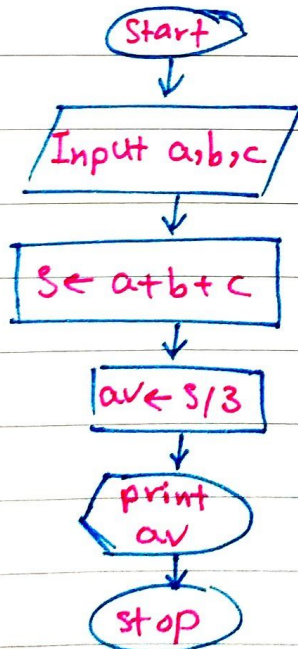 Start
Input a,b,c
S← a+b+c
av← S/3
print
av
stop